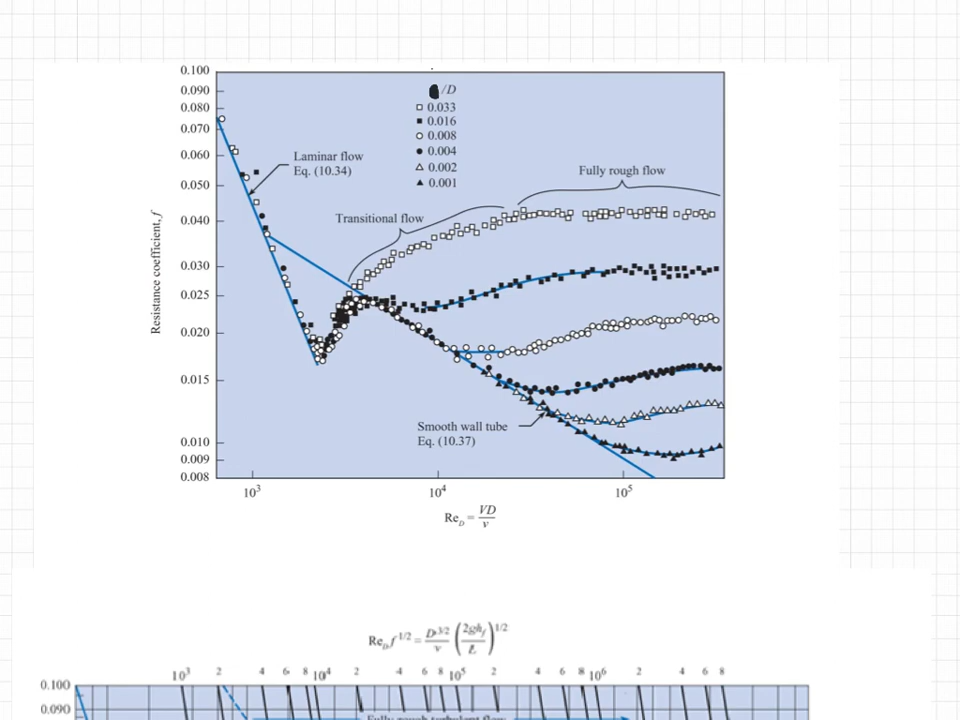 /D
0.100
0.090
0.080
0.070
0.060
0.050
0.040
0.030
0.025
0.020
0.015
0.010
0.009
0.008
Resistance coefficient, f
□ 0.033
■ 0.016
○ 0.008
● 0.004
△ 0.002
▲ 0.001
Laminar flow
Eq. (10.34)
Transitional flow
Fully rough flow
Smooth wall tube
Eq. (10.37)
10³ 10⁴ 10⁵
Re_D = VD/ν
Re_D f^1/2 = D^3/2/ν (2gh_f/L)^1/2
10³ 2 4 6 8 10⁴ 2 4 6 8 10⁵ 2 4 6 8 10⁶ 2 4 6 8
0.100
0.090
Fully rough turbulent flow